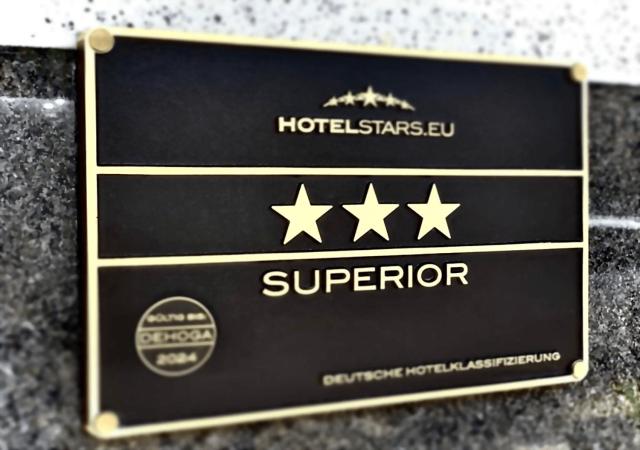 HOTELSTARS.EU
SUPERIOR
GÜLTIG BIS
DEHOGA
2024
DEUTSCHE HOTELKLASSIFIZIERUNG